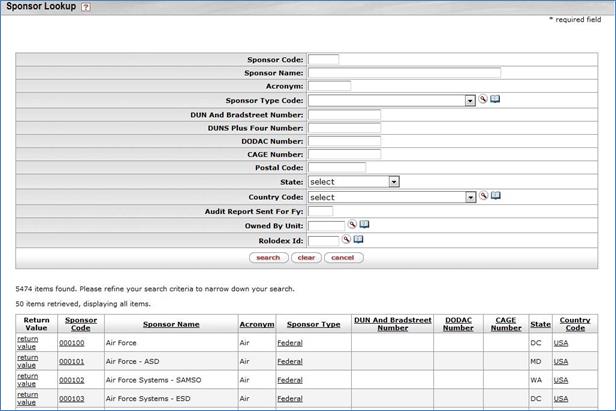 Sponsor Lookup ?
* required field
Sponsor Code:
Sponsor Name:
Acronym:
Sponsor Type Code:
DUN And Bradstreet Number:
DUNS Plus Four Number:
DODAC Number:
CAGE Number:
Postal Code:
State: select
Country Code: select
Audit Report Sent For Fy:
Owned By Unit:
Rolodex Id:
search clear cancel
5474 items found. Please refine your search criteria to narrow down your search.
50 items retrieved, displaying all items.
Return Value Sponsor Code Sponsor Name Acronym Sponsor Type DUN And Bradstreet Number DODAC Number CAGE Number State Country Code
return value 000100 Air Force Air Federal DC USA
return value 000101 Air Force - ASD Air Federal MD USA
return value 000102 Air Force Systems - SAMSO Air Federal WA USA
return value 000103 Air Force Systems - ESD Air Federal DC USA